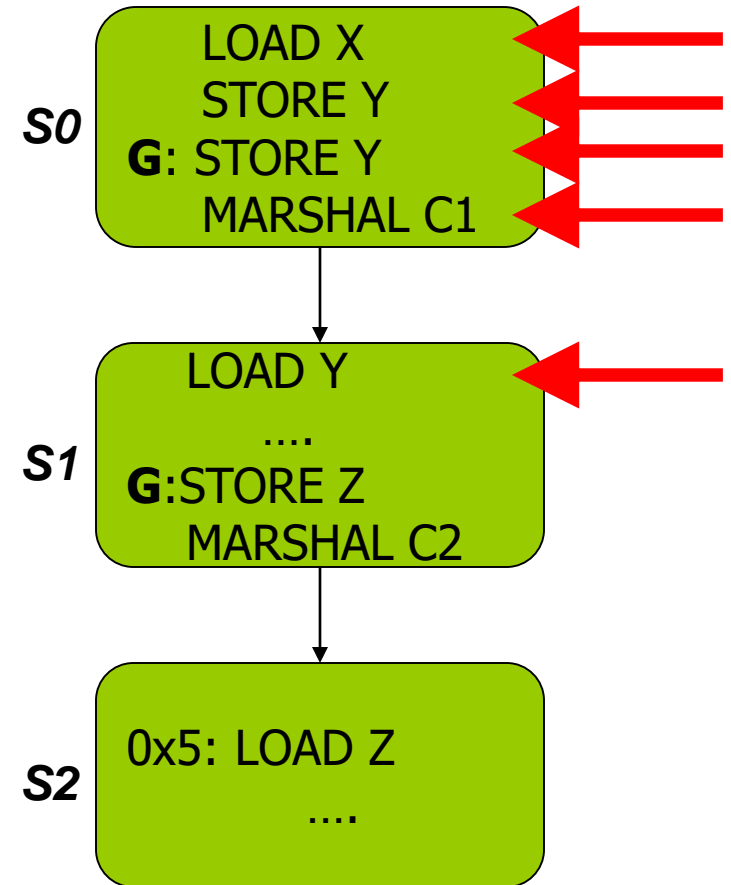 LOAD X
STORE Y
S0
G: STORE Y
MARSHAL C1
LOAD Y
....
S1
G:STORE Z
MARSHAL C2
0x5: LOAD Z
S2
....